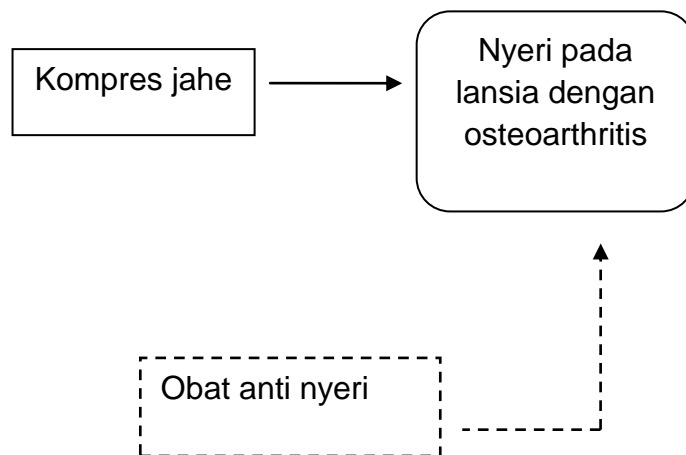 Kompres jahe
Nyeri pada
lansia dengan
osteoarthritis
Obat anti nyeri